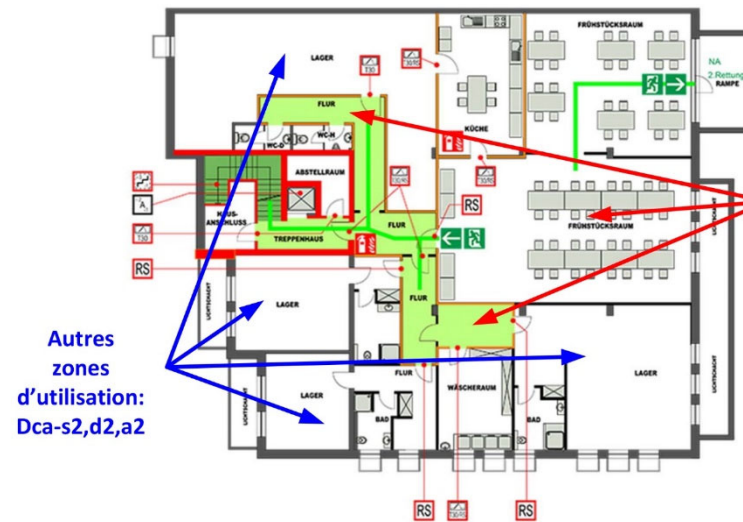 FRÜHSTÜCKSRAUM
LAGER
T30
T30/RS
NA
2.Rettung
RAMPE
FLUR
KÜCHE
WC-D
WC-H
ABSTELLRAUM
A
HAUS-
ANSCHLUSS
FLUR
RS
FRÜHSTÜCKSRAUM
T30
TREPPENHAUS
RS
LICHTSCHACHT
LAGER
FLUR
LAGER
LICHTSCHACHT
Autres
zones
d'utilisation:
Dca-s2,d2,a2
LAGER
FLUR
WÄSCHERAUM
BAD
BAD
LICHTSCHACHT
RS
T30/RS
RS